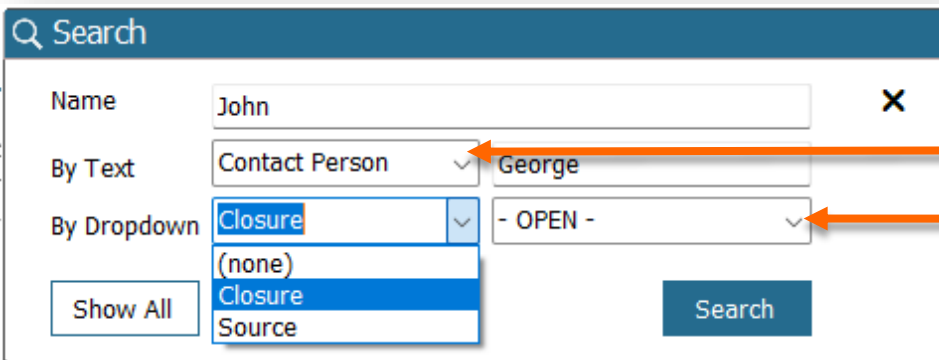 Search
Name John
By Text Contact Person George
By Dropdown Closure - OPEN -
(none)
Closure
Source
Show All Search